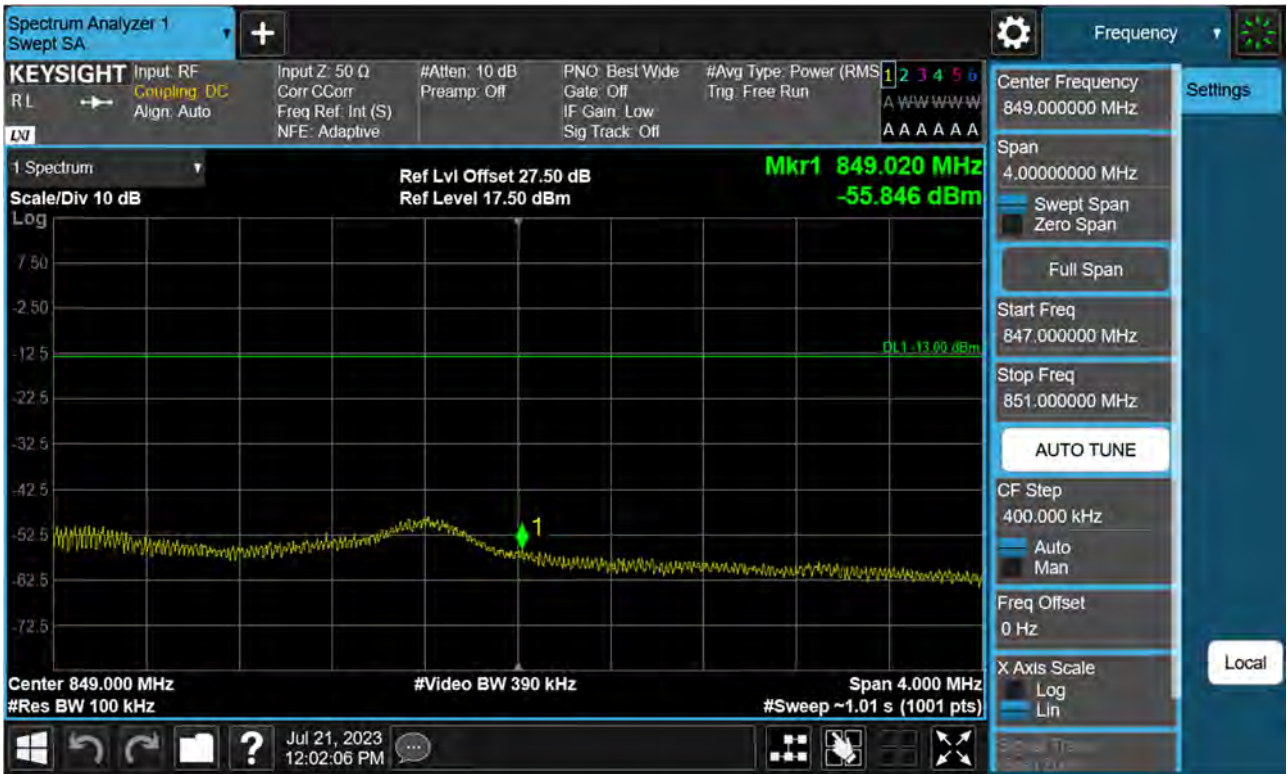 Spectrum Analyzer 1
Swept SA
+
Frequency
KEYSIGHT
RL
LXI
Input: RF
Coupling: DC
Align: Auto
Input Z: 50 Ω
Corr CCorr
Freq Ref: Int (S)
NFE: Adaptive
#Atten: 10 dB
Preamp: Off
PNO: Best Wide
Gate: Off
IF Gain: Low
Sig Track: Off
#Avg Type: Power (RMS
Trig: Free Run
1 2 3 4 5 6
A W W W W W
A A A A A A
1 Spectrum
Scale/Div 10 dB
Ref Lvl Offset 27.50 dB
Ref Level 17.50 dBm
Mkr1 849.020 MHz
-55.846 dBm
Log
7.50
-2.50
-12.5
-22.5
-32.5
-42.5
-52.5
-62.5
-72.5
DL1 -13.00 dBm
1
Center 849.000 MHz
#Res BW 100 kHz
#Video BW 390 kHz
Span 4.000 MHz
#Sweep ~1.01 s (1001 pts)
Center Frequency
849.000000 MHz
Span
4.00000000 MHz
Swept Span
Zero Span
Full Span
Start Freq
847.000000 MHz
Stop Freq
851.000000 MHz
AUTO TUNE
CF Step
400.000 kHz
Auto
Man
Freq Offset
0 Hz
X Axis Scale
Log
Lin
Settings
Local
?
Jul 21, 2023
12:02:06 PM